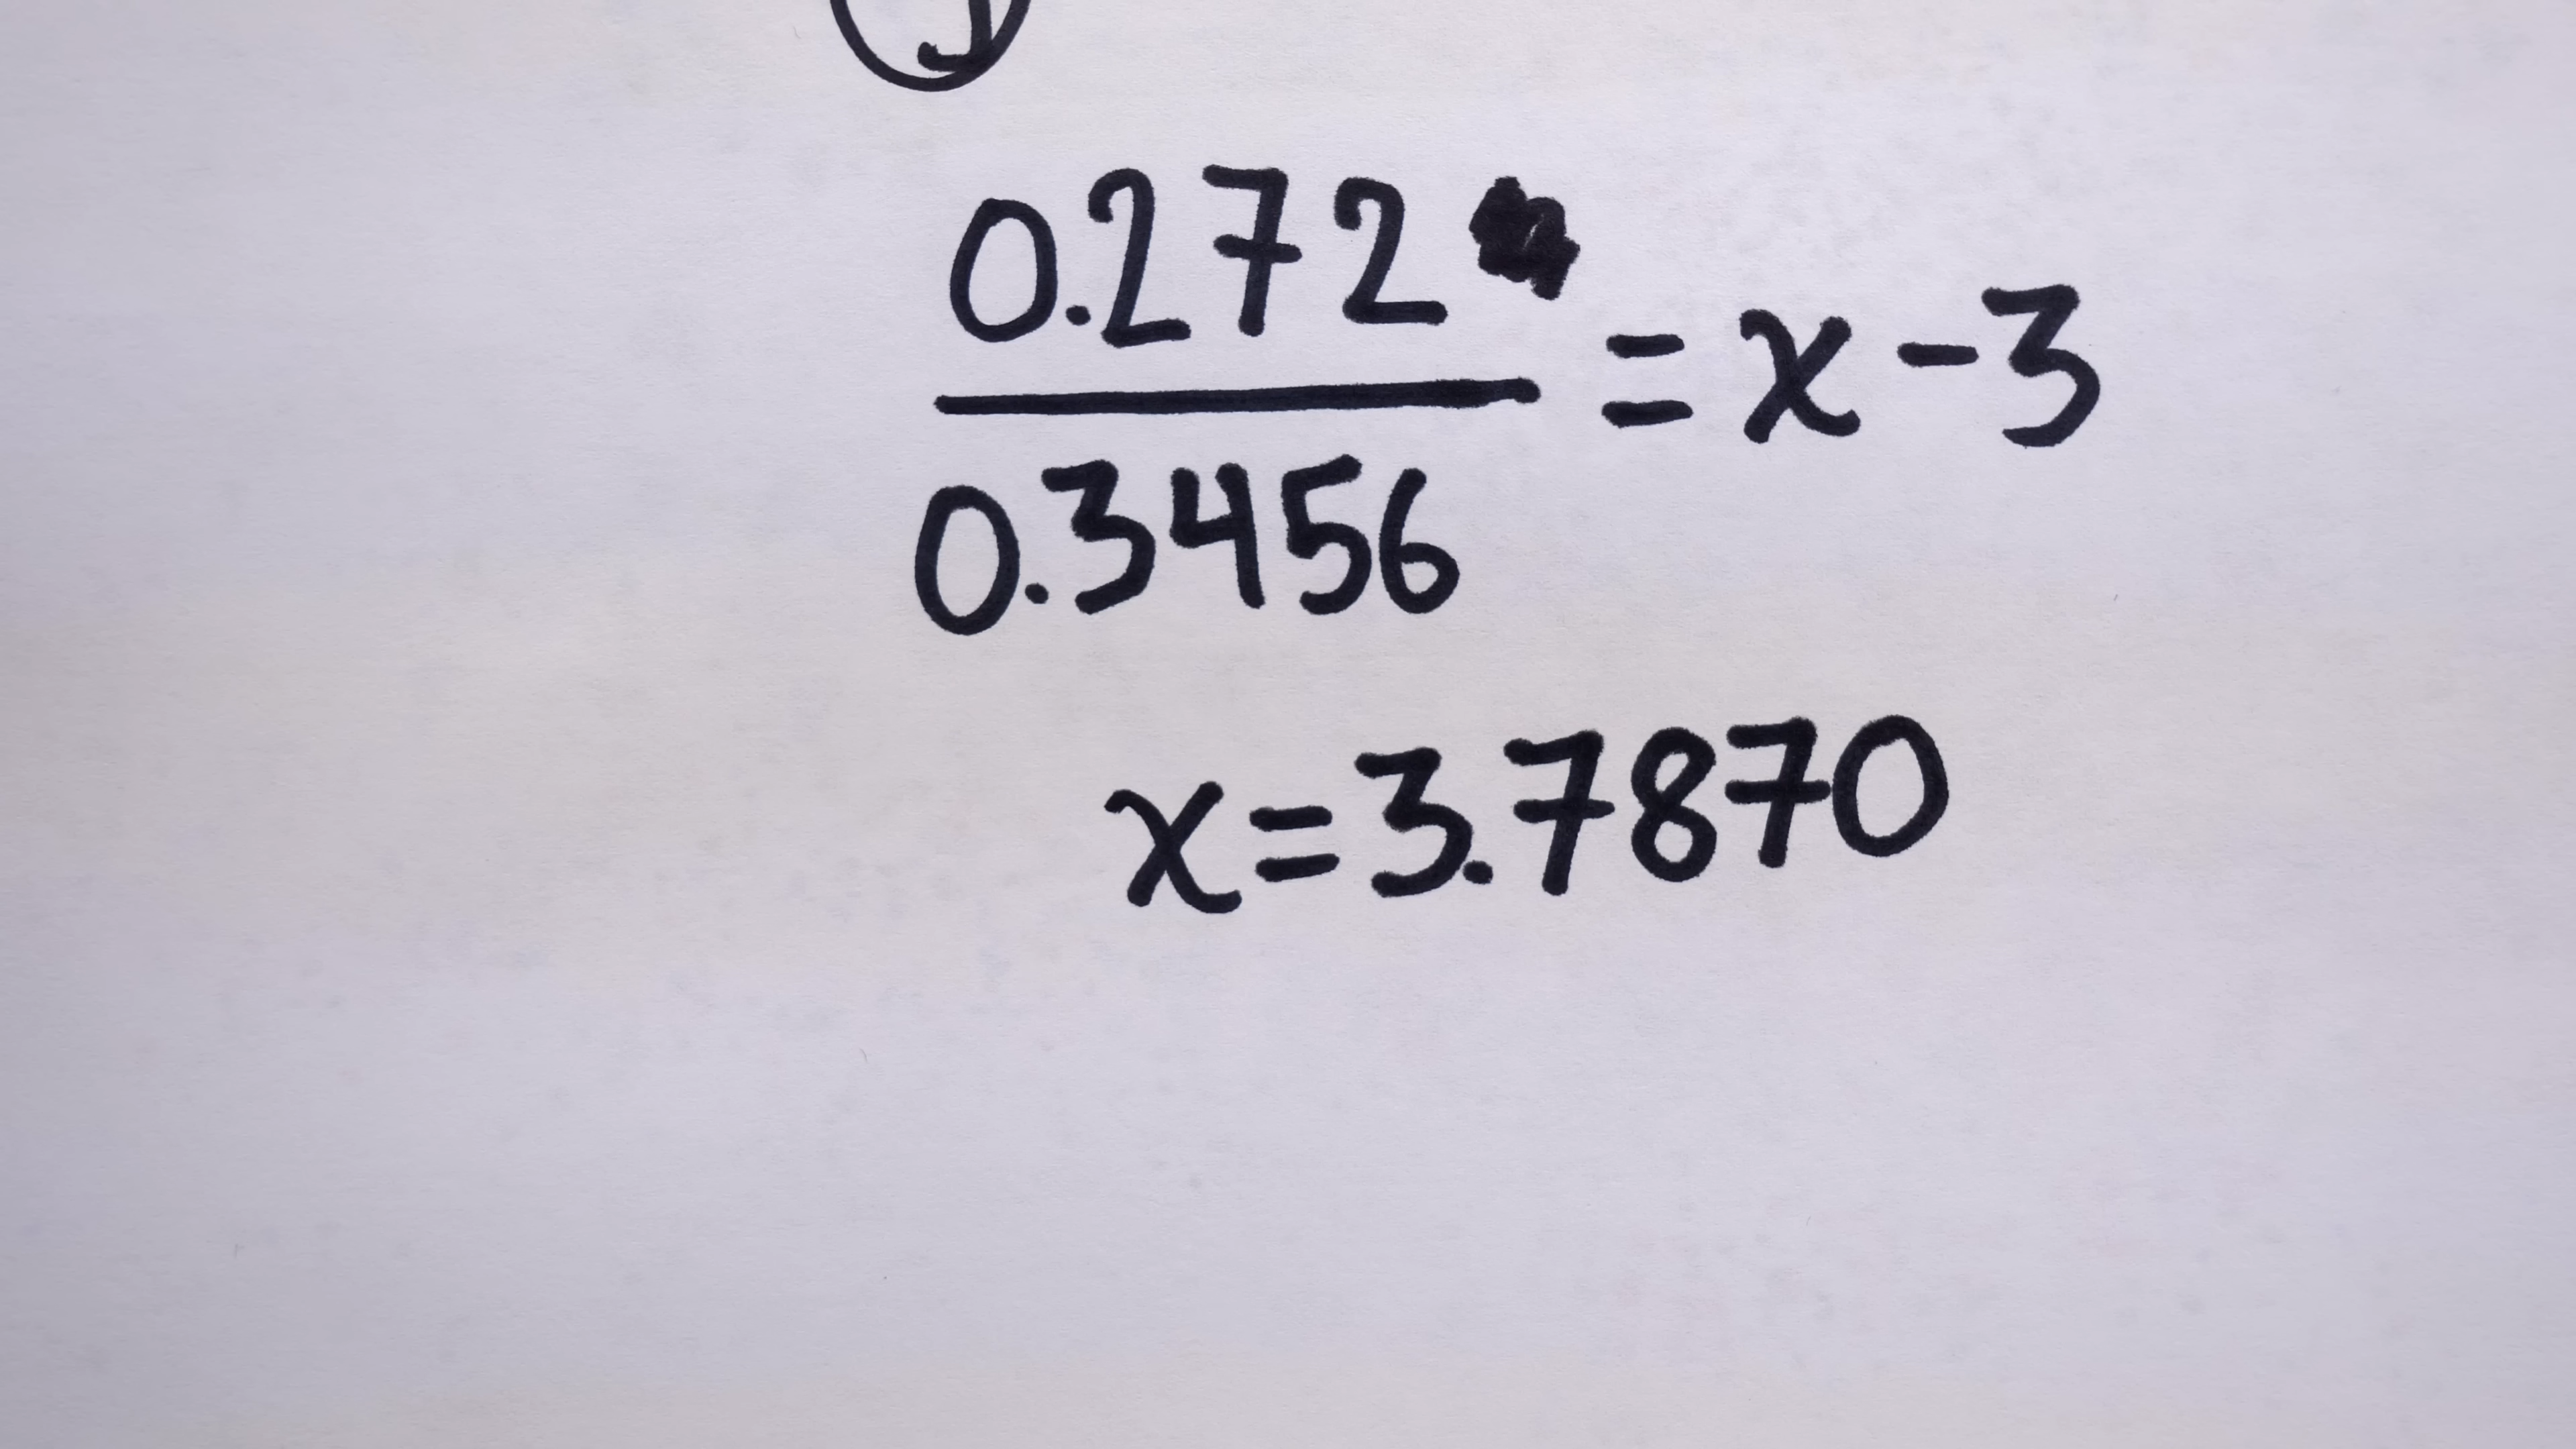 0.272
/ 0.3456 = x - 3
x = 3.7870